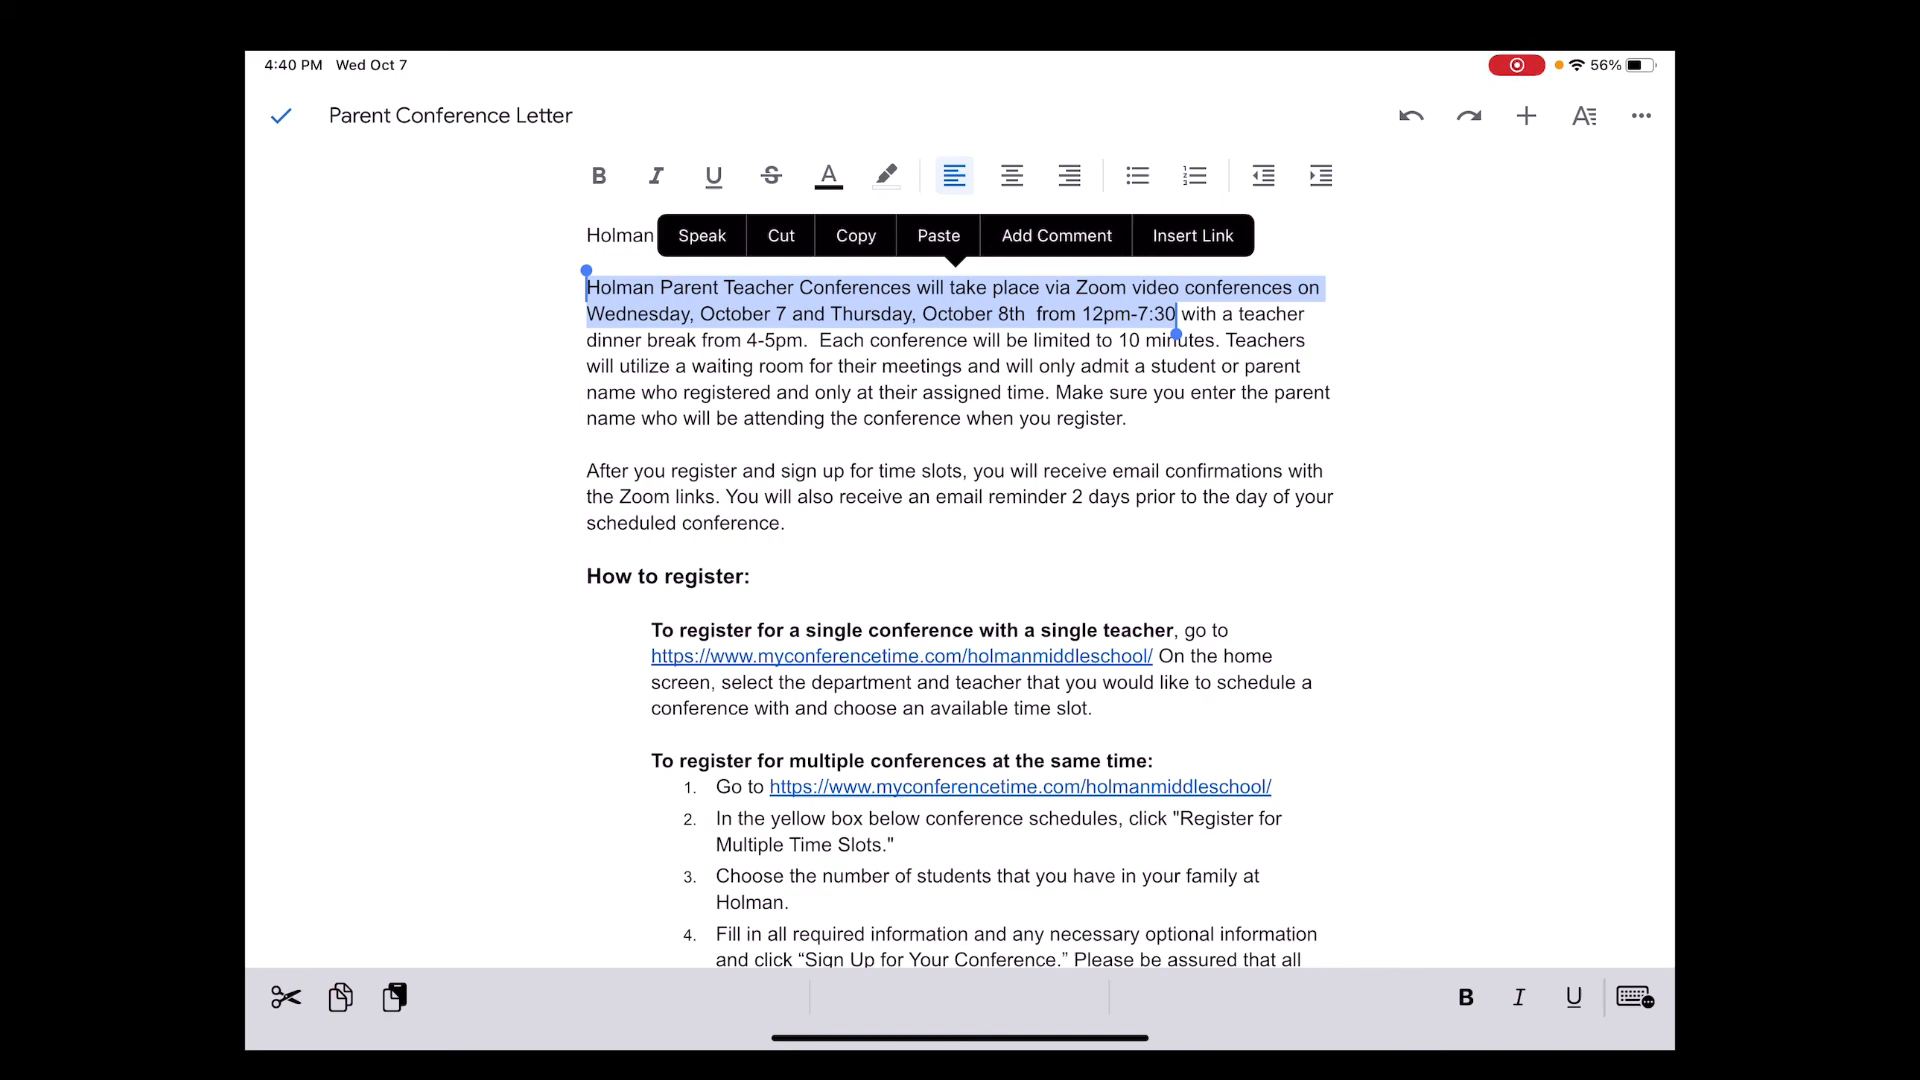 4:40 PM Wed Oct 7
56%
Parent Conference Letter
Holman
Speak Cut Copy Paste Add Comment Insert Link
Holman Parent Teacher Conferences will take place via Zoom video conferences on
Wednesday, October 7 and Thursday, October 8th  from 12pm-7:30 with a teacher
dinner break from 4-5pm.  Each conference will be limited to 10 minutes. Teachers
will utilize a waiting room for their meetings and will only admit a student or parent
name who registered and only at their assigned time. Make sure you enter the parent
name who will be attending the conference when you register.
After you register and sign up for time slots, you will receive email confirmations with
the Zoom links. You will also receive an email reminder 2 days prior to the day of your
scheduled conference.
How to register:
To register for a single conference with a single teacher, go to
https://www.myconferencetime.com/holmanmiddleschool/ On the home
screen, select the department and teacher that you would like to schedule a
conference with and choose an available time slot.
To register for multiple conferences at the same time:
1. Go to https://www.myconferencetime.com/holmanmiddleschool/
2. In the yellow box below conference schedules, click "Register for
Multiple Time Slots."
3. Choose the number of students that you have in your family at
Holman.
4. Fill in all required information and any necessary optional information
and click “Sign Up for Your Conference.” Please be assured that all